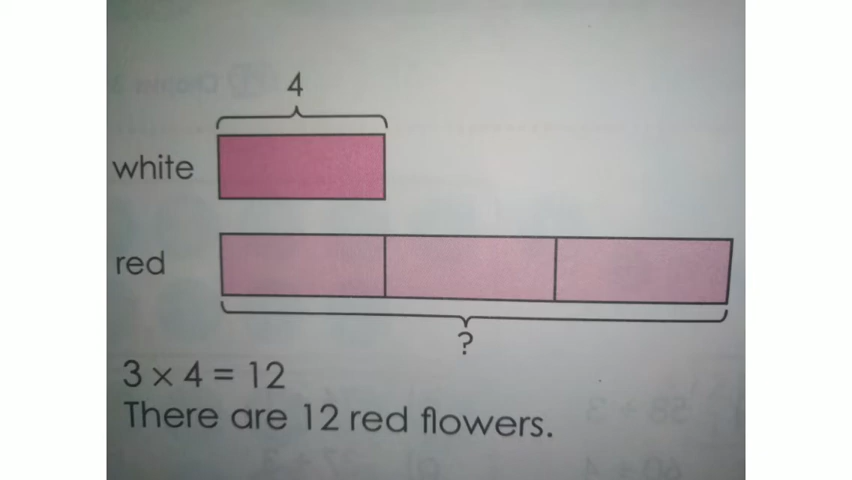 4
white
red
?
3 × 4 = 12
There are 12 red flowers.